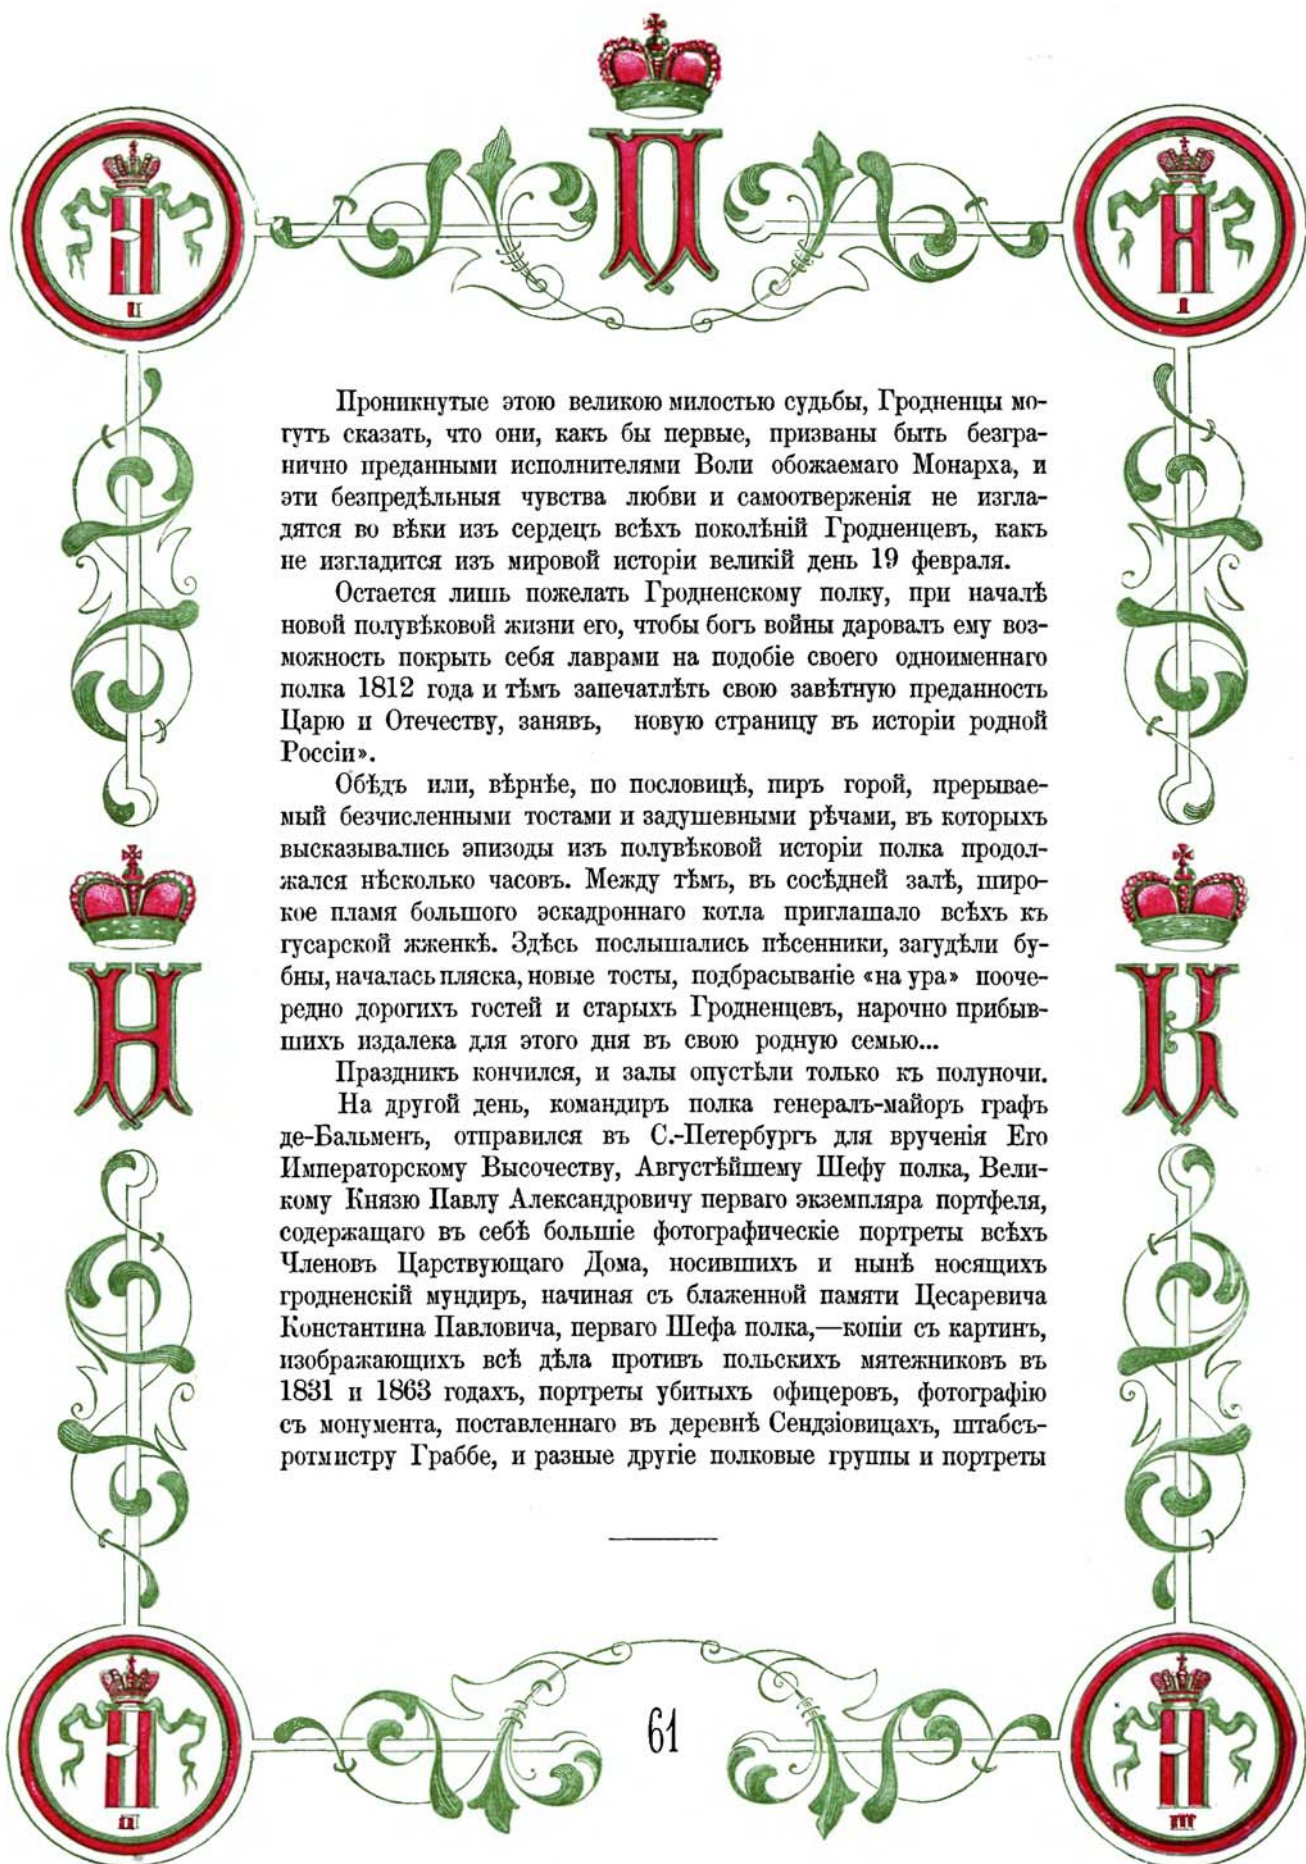 П
II
I
Проникнутые этою великою милостью судьбы, Гродненцы мо-
гутъ сказать, что они, какъ бы первые, призваны быть безгра-
нично преданными исполнителями Воли обожаемаго Монарха, и
эти безпредѣльныя чувства любви и самоотверженія не изгла-
дятся во вѣки изъ сердецъ всѣхъ поколѣній Гродненцевъ, какъ
не изгладится изъ мировой исторіи великій день 19 февраля.
Остается лишь пожелать Гродненскому полку, при началѣ
новой полувѣковой жизни его, чтобы богъ войны даровалъ ему воз-
можность покрыть себя лаврами на подобіе своего одноименнаго
полка 1812 года и тѣмъ запечатлѣть свою завѣтную преданность
Царю и Отечеству, занявъ, новую страницу въ исторіи родной
Россіи».
Обѣдъ или, вѣрнѣе, по пословицѣ, пиръ горой, прерывае-
мый безчисленными тостами и задушевными рѣчами, въ которыхъ
высказывались эпизоды изъ полувѣковой исторіи полка продол-
жался нѣсколько часовъ. Между тѣмъ, въ сосѣдней залѣ, широ-
кое пламя большого эскадроннаго котла приглашало всѣхъ къ
гусарской жженкѣ. Здѣсь послышались пѣсенники, загудѣли бу-
бны, началась пляска, новые тосты, подбрасываніе «на ура» пооче-
редно дорогихъ гостей и старыхъ Гродненцевъ, нарочно прибыв-
шихъ издалека для этого дня въ свою родную семью...
Праздникъ кончился, и залы опустѣли только къ полуночи.
На другой день, командиръ полка генералъ-майоръ графъ
де-Бальменъ, отправился въ С.-Петербургъ для врученія Его
Императорскому Высочеству, Августѣйшему Шефу полка, Вели-
кому Князю Павлу Александровичу перваго экземпляра портфеля,
содержащаго въ себѣ большіе фотографическіе портреты всѣхъ
Членовъ Царствующаго Дома, носившихъ и нынѣ носящихъ
гродненскій мундиръ, начиная съ блаженной памяти Цесаревича
Константина Павловича, перваго Шефа полка,—копіи съ картинъ,
изображающихъ всѣ дѣла противъ польскихъ мятежниковъ въ
1831 и 1863 годахъ, портреты убитыхъ офицеровъ, фотографію
съ монумента, поставленнаго въ деревнѣ Сендзіовицахъ, штабсъ-
ротмистру Граббе, и разные другіе полковые группы и портреты
Н
К
61
III